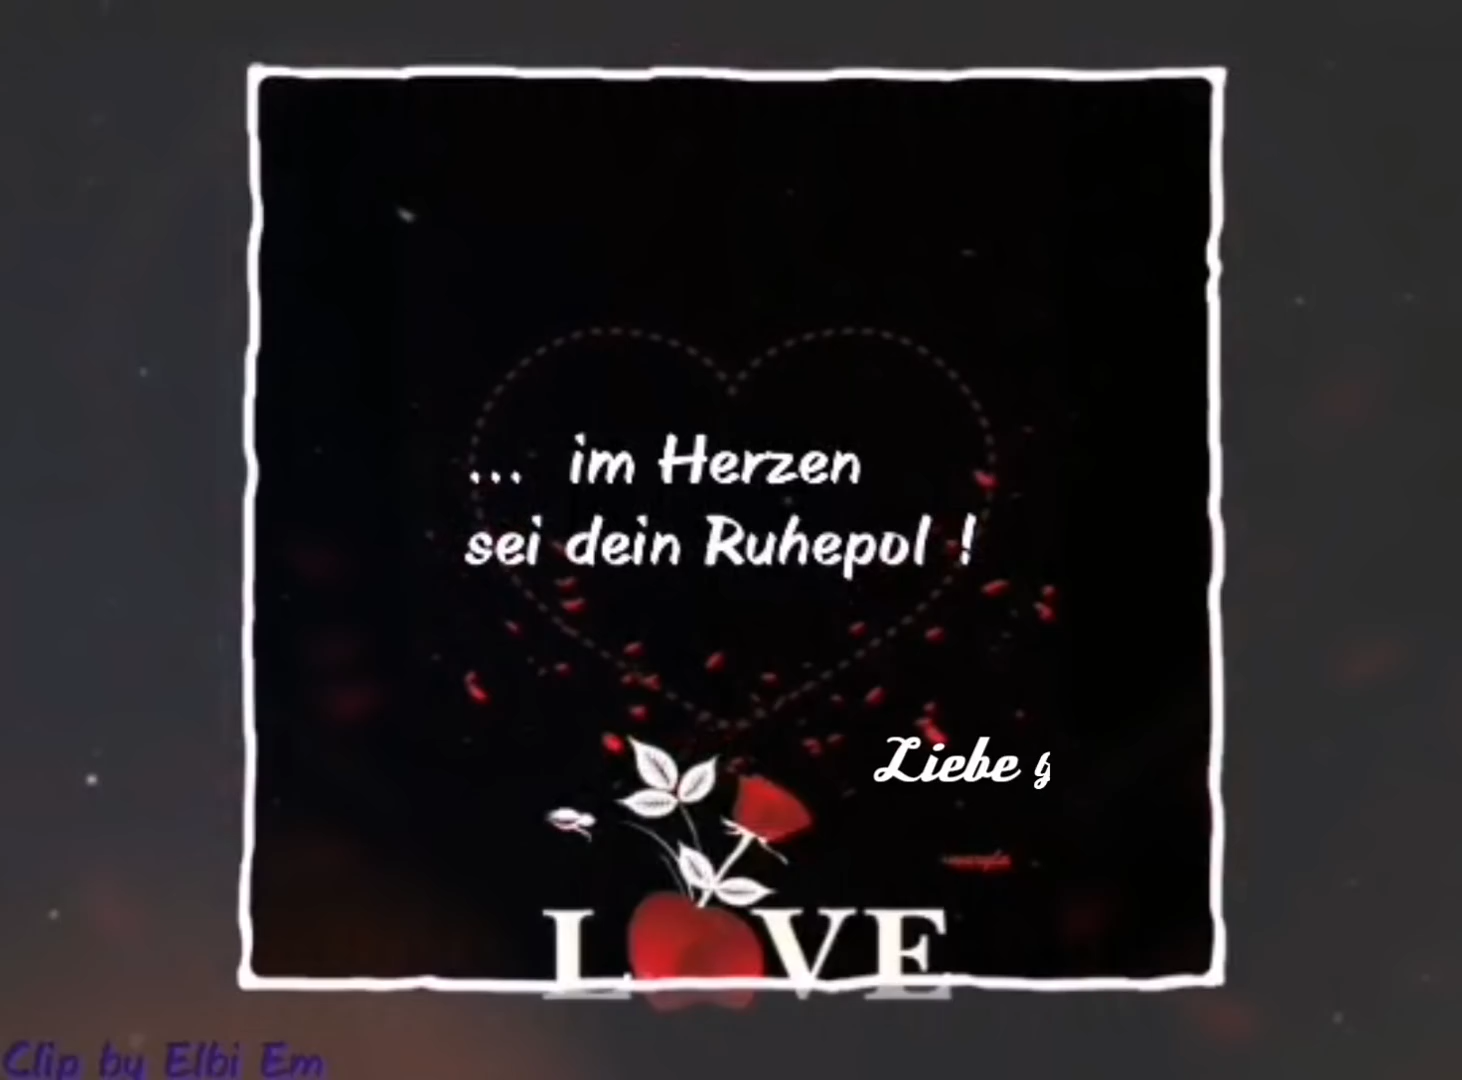 ... im Herzen
sei dein Ruhepol !
Liebe
LOVE
Clip by Elbi Em